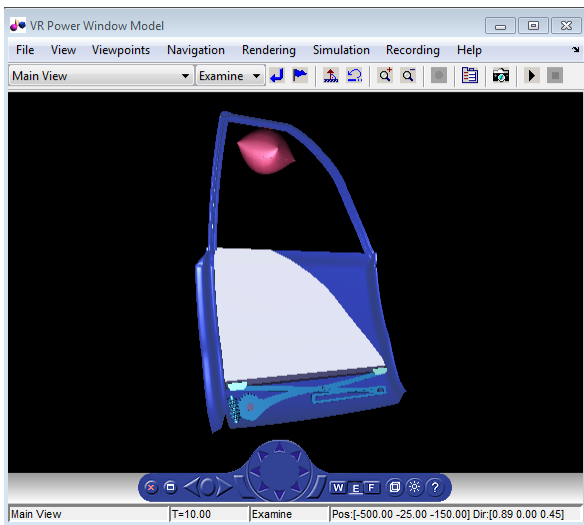 VR Power Window Model
File View Viewpoints Navigation Rendering Simulation Recording Help
Main View Examine
W E F ?
Main View T=10.00 Examine Pos:[-500.00 -25.00 -150.00] Dir:[0.89 0.00 0.45]